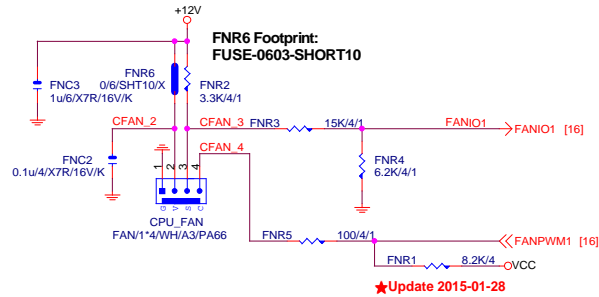 +12V
FNR6 Footprint:
FUSE-0603-SHORT10
FNR6
0/6/SHT10/X
FNC3
1u/6/X7R/16V/K
FNR2
3.3K/4/1
CFAN_2
CFAN_3
FNR3
15K/4/1
FANIO1
FANIO1 [16]
CFAN_4
FNC2
0.1u/4/X7R/16V/K
FNR4
6.2K/4/1
1
2
3
4
G
V
S
C
CPU_FAN
FAN/1*4/WH/A3/PA66
FNR5
100/4/1
FANPWM1 [16]
FNR1
8.2K/4
VCC
★Update 2015-01-28